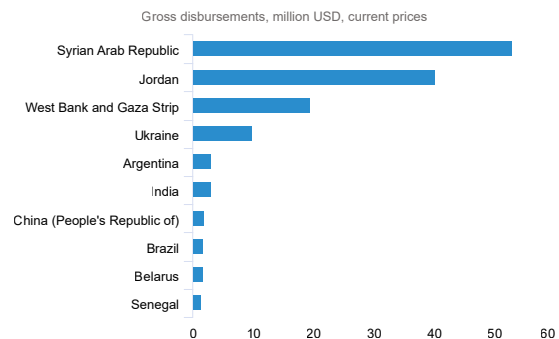 Gross disbursements, million USD, current prices
Syrian Arab Republic
Jordan
West Bank and Gaza Strip
Ukraine
Argentina
India
China (People's Republic of)
Brazil
Belarus
Senegal
0 10 20 30 40 50 60